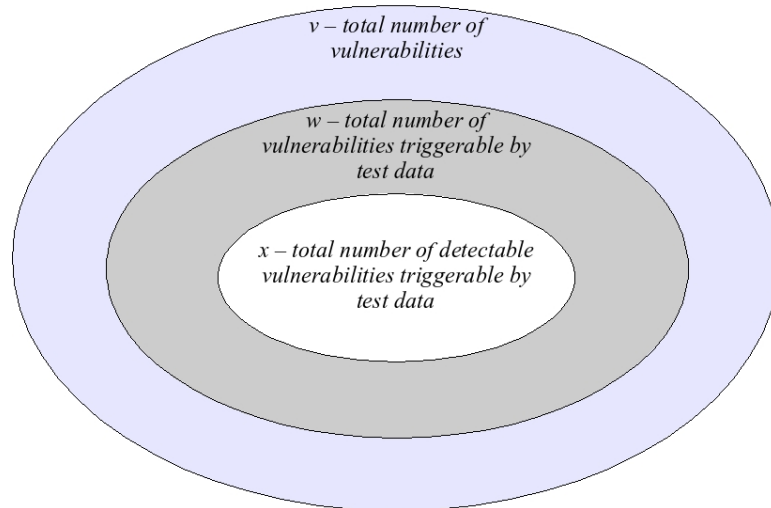 v – total number of
vulnerabilities
w – total number of
vulnerabilities triggerable by
test data
x – total number of detectable
vulnerabilities triggerable by
test data